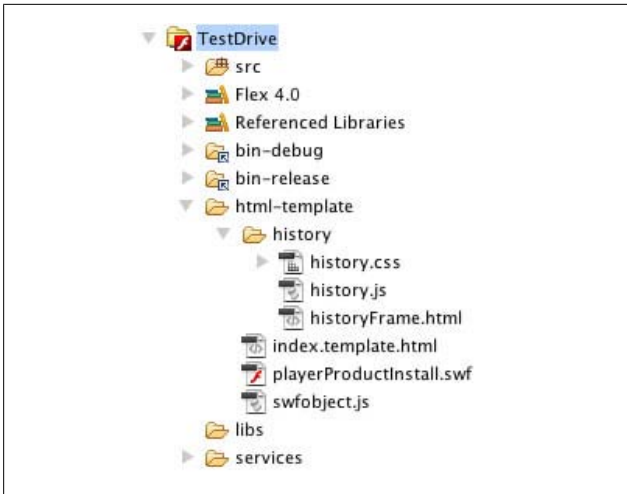 TestDrive
src
Flex 4.0
Referenced Libraries
bin-debug
bin-release
html-template
history
history.css
history.js
historyFrame.html
index.template.html
playerProductInstall.swf
swfobject.js
libs
services